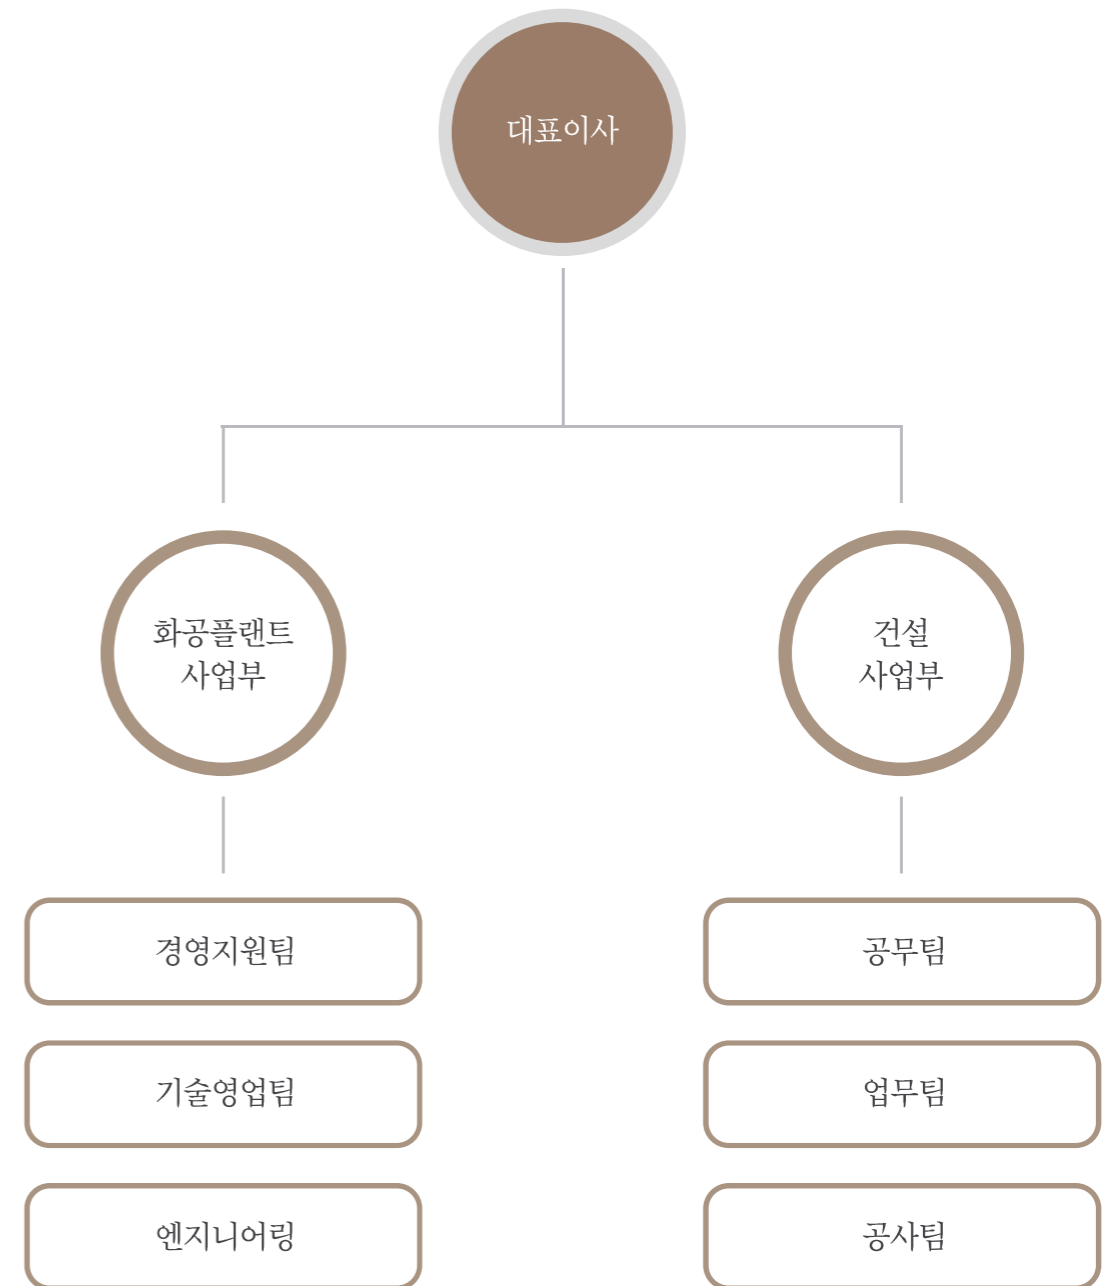 대표이사
화공플랜트
사업부
건설
사업부
경영지원팀
공무팀
기술영업팀
업무팀
엔지니어링
공사팀